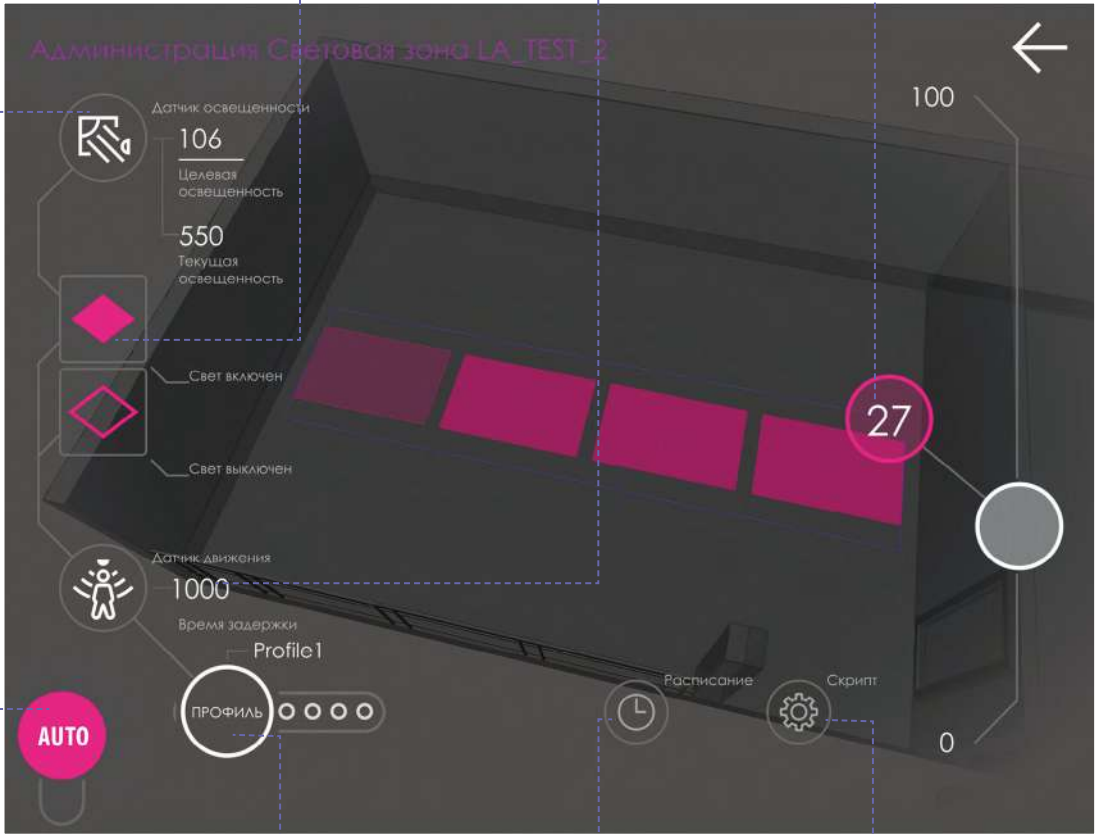 Администрация Световая зона LA_TEST_2
100
Датчик освещенности
106
Целевая
освещенность
550
Текущая
освещенность
Свет включен
27
Свет выключен
Датчик движения
1000
Время задержки
Profile1
ПРОФИЛЬ
Расписание
Скрипт
AUTO
0